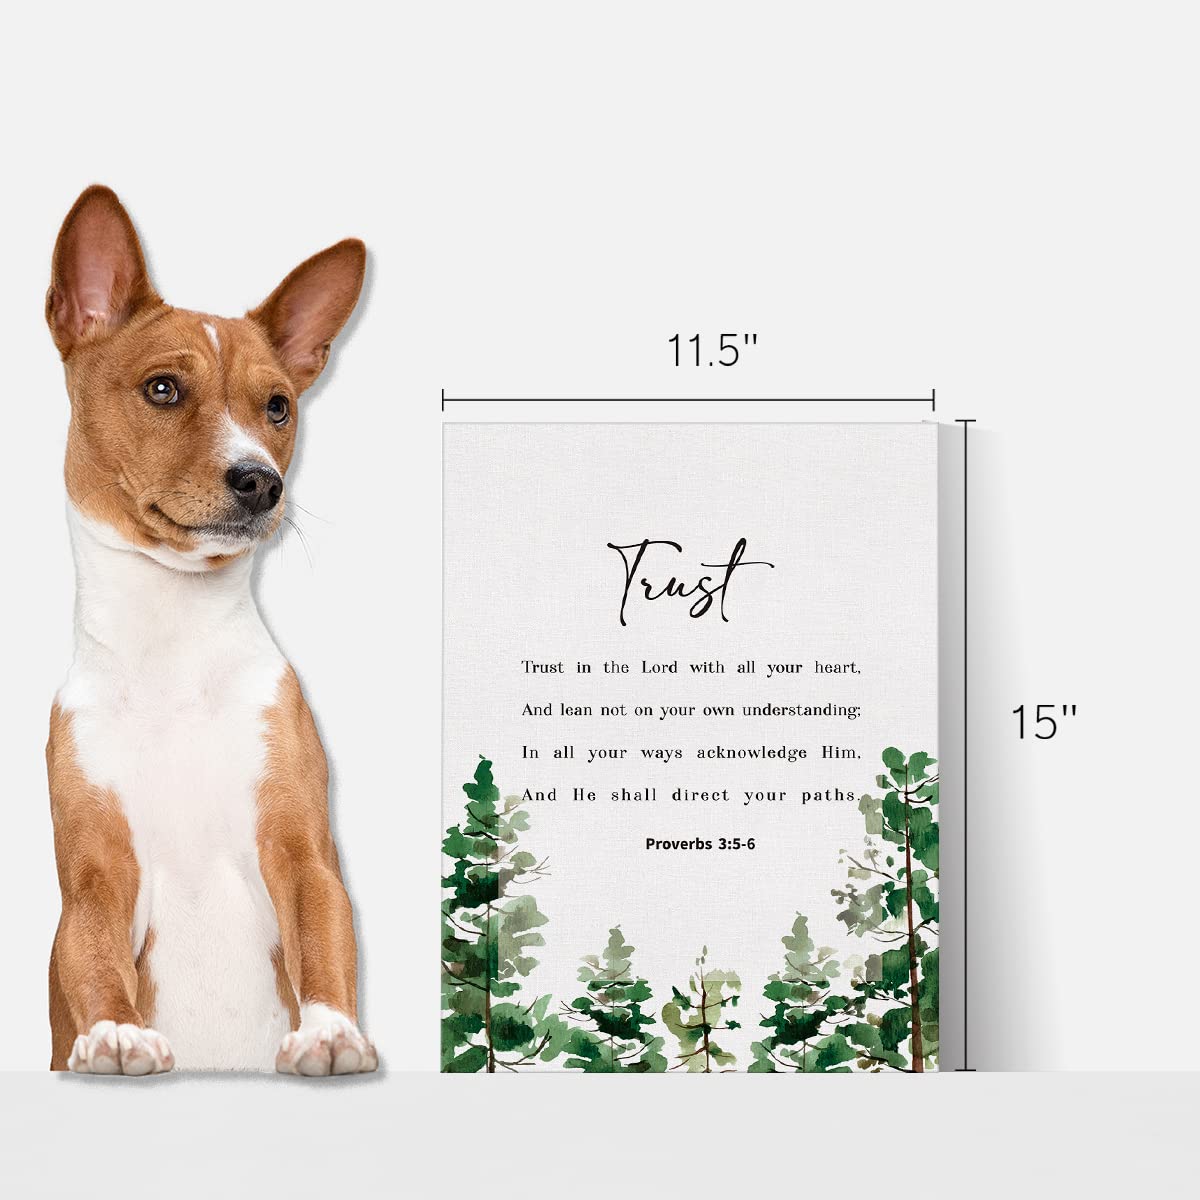 11.5"
Trust
Trust in the Lord with all your heart,
And lean not on your own understanding;
In all your ways acknowledge Him,
And He shall direct your paths.
Proverbs 3:5-6
15"